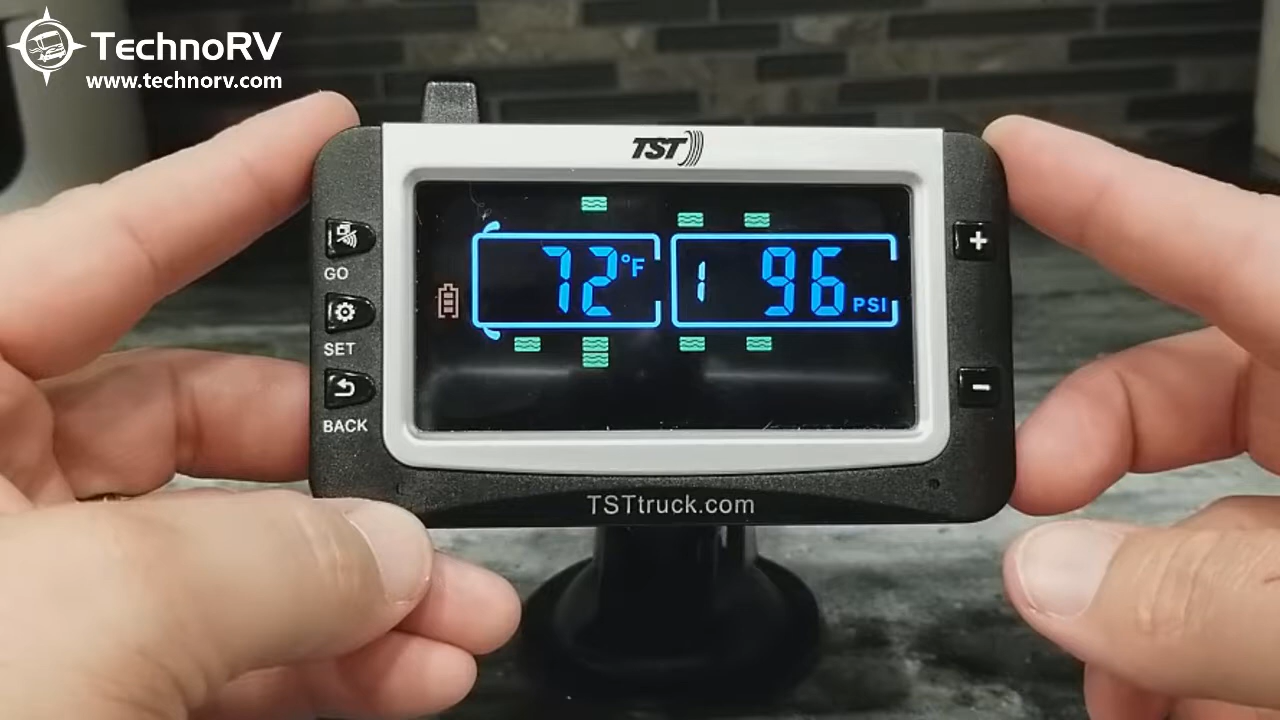 TechnoRV
www.technorv.com
TST
GO
SET
BACK
72°F
1 96 PSI
+
-
TSTtruck.com